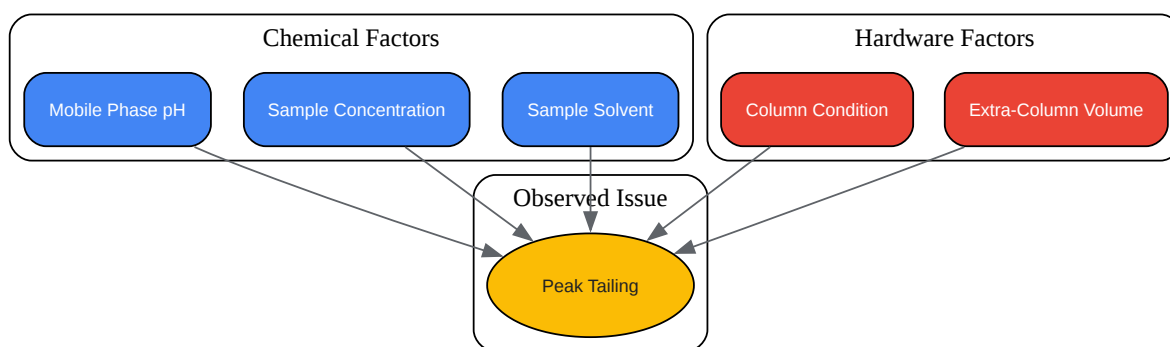 Chemical Factors
Hardware Factors
Mobile Phase pH
Sample Concentration
Sample Solvent
Column Condition
Extra-Column Volume
Observed Issue
Peak Tailing